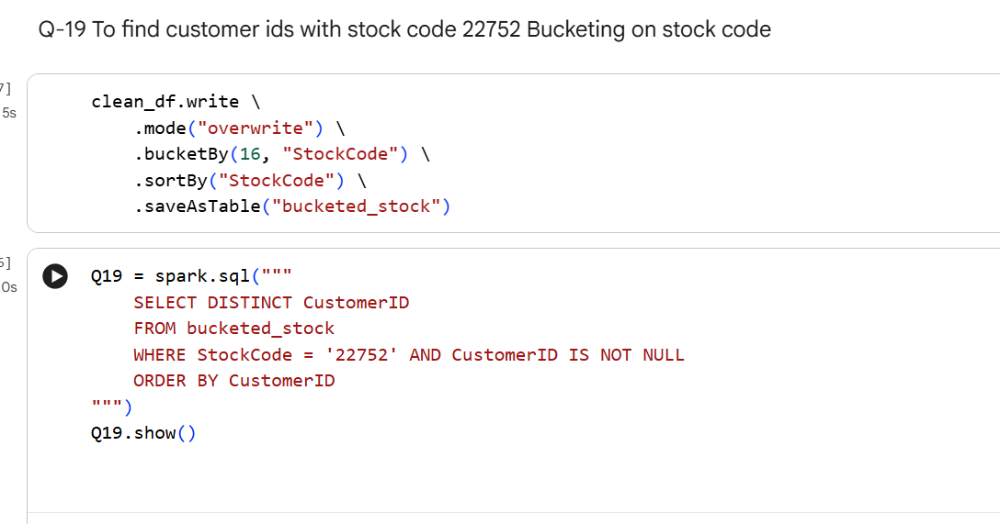 Q-19 To find customer ids with stock code 22752 Bucketing on stock code
7]
5s
clean_df.write \
.mode("overwrite") \
.bucketBy(16, "StockCode") \
.sortBy("StockCode") \
.saveAsTable("bucketed_stock")
]
0s
Q19 = spark.sql("""
SELECT DISTINCT CustomerID
FROM bucketed_stock
WHERE StockCode = '22752' AND CustomerID IS NOT NULL
ORDER BY CustomerID
""")
Q19.show()